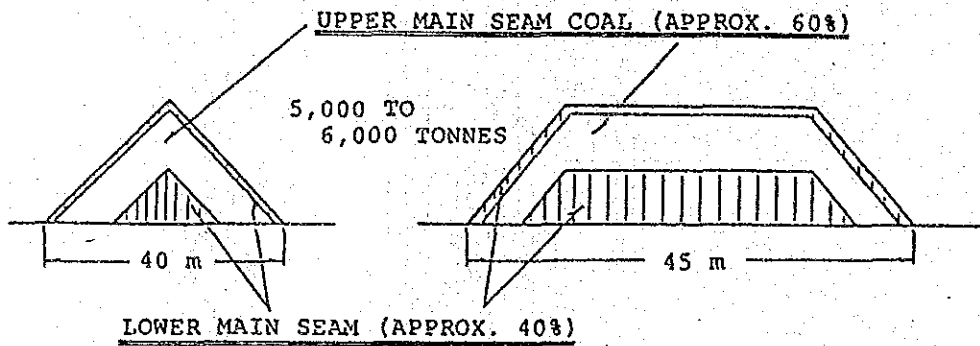 UPPER MAIN SEAM COAL (APPROX. 60%)
5,000 TO
6,000 TONNES
40 m
45 m
LOWER MAIN SEAM (APPROX. 40%)